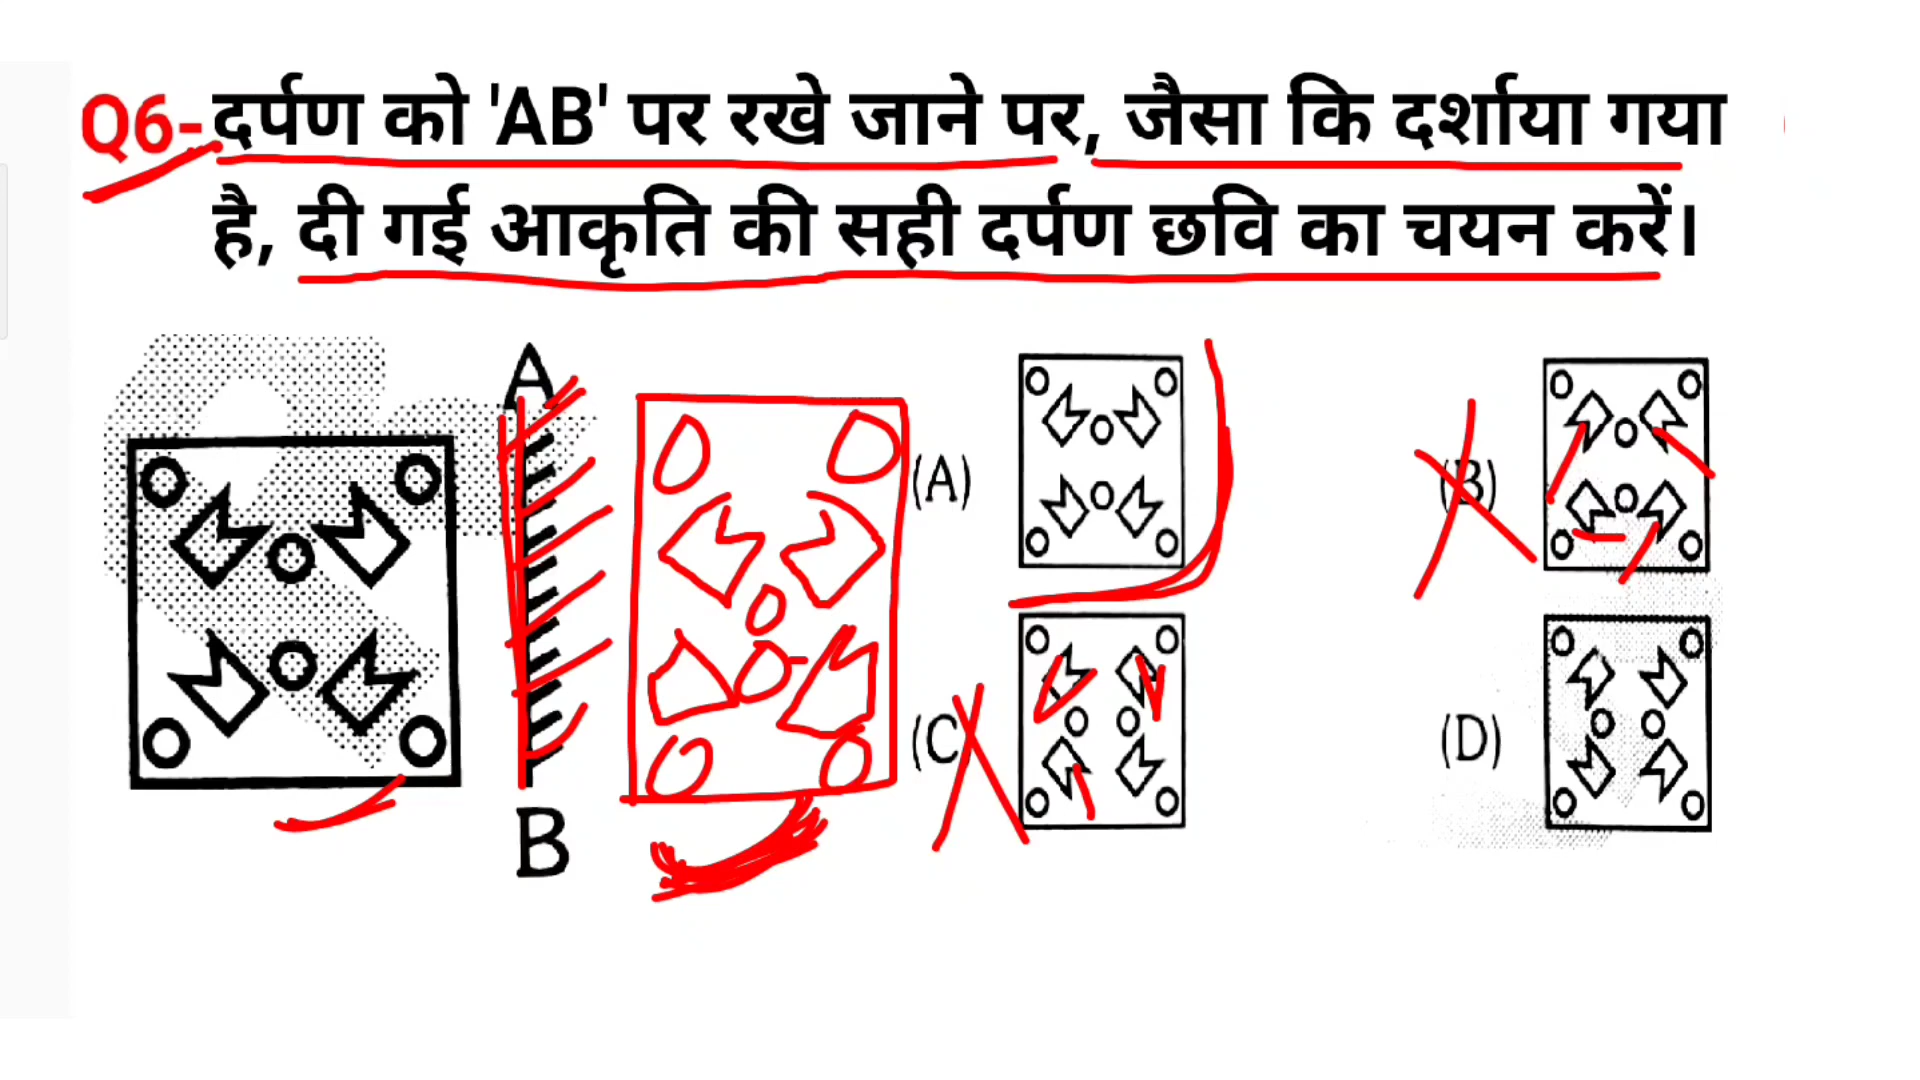 Q6-दर्पण को 'AB' पर रखे जाने पर, जैसा कि दर्शाया गया
है, दी गई आकृति की सही दर्पण छवि का चयन करें।
A
B
(A)
(B)
(C)
(D)